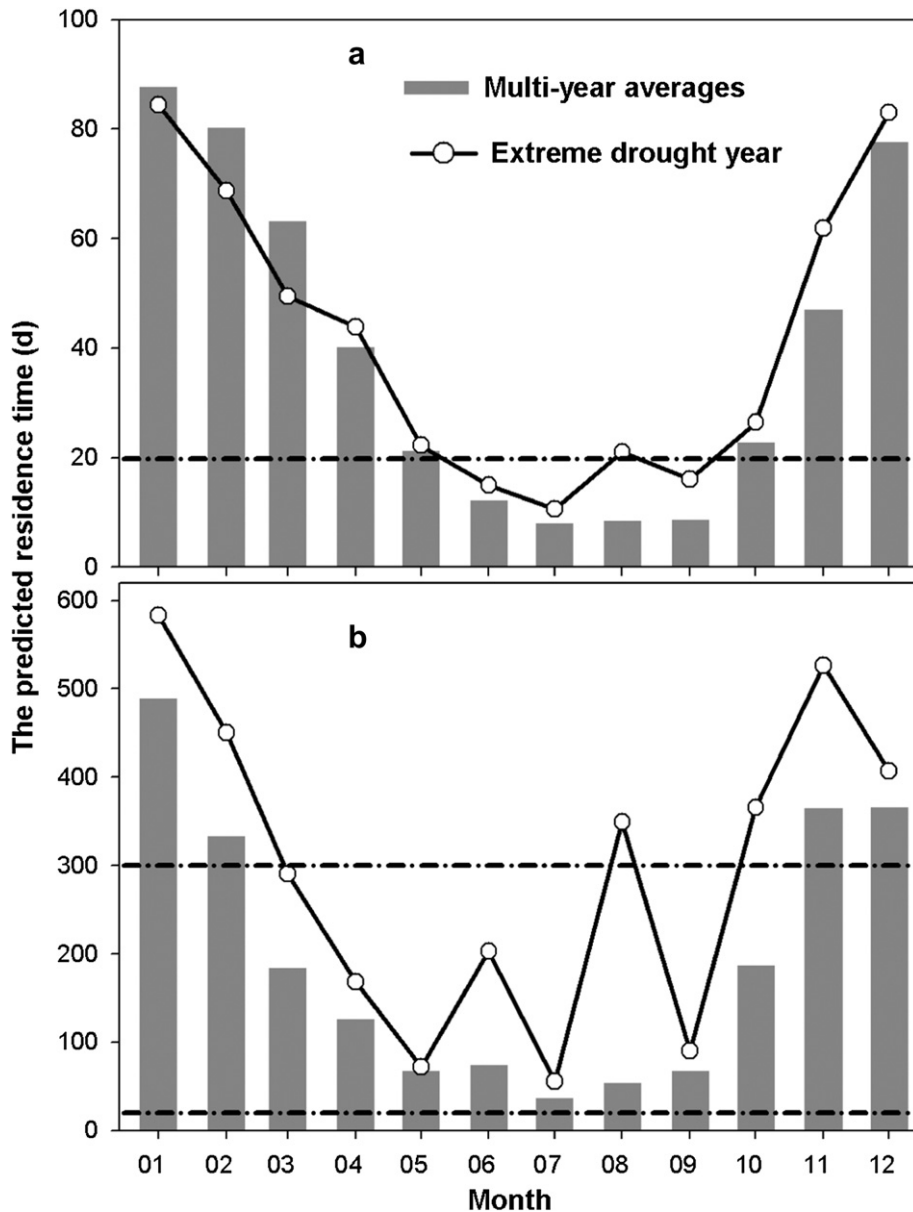 The predicted residence time (d)
100
80
60
40
20
0
a
Multi-year averages
Extreme drought year
600
500
400
300
200
100
0
b
01 02 03 04 05 06 07 08 09 10 11 12
Month